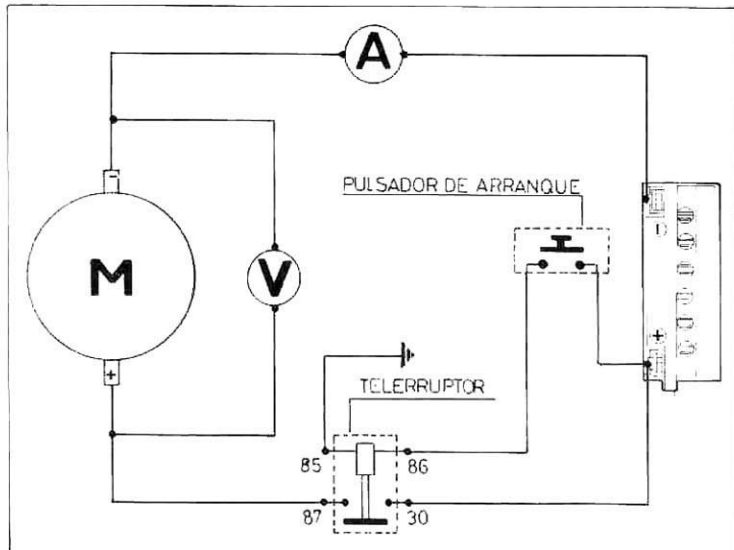 A
PULSADOR DE ARRANQUE
-
-
M
V
+
+
TELERRUPTOR
85
86
87
30